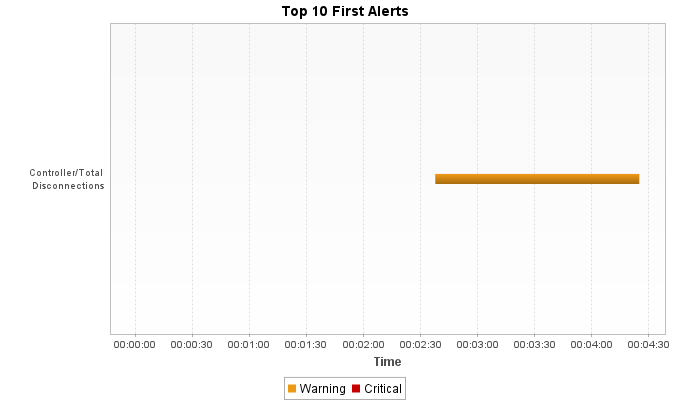 Top 10 First Alerts
Controller/Total
Disconnections
00:00:00 00:00:30 00:01:00 00:01:30 00:02:00 00:02:30 00:03:00 00:03:30 00:04:00 00:04:30
Time
Warning Critical